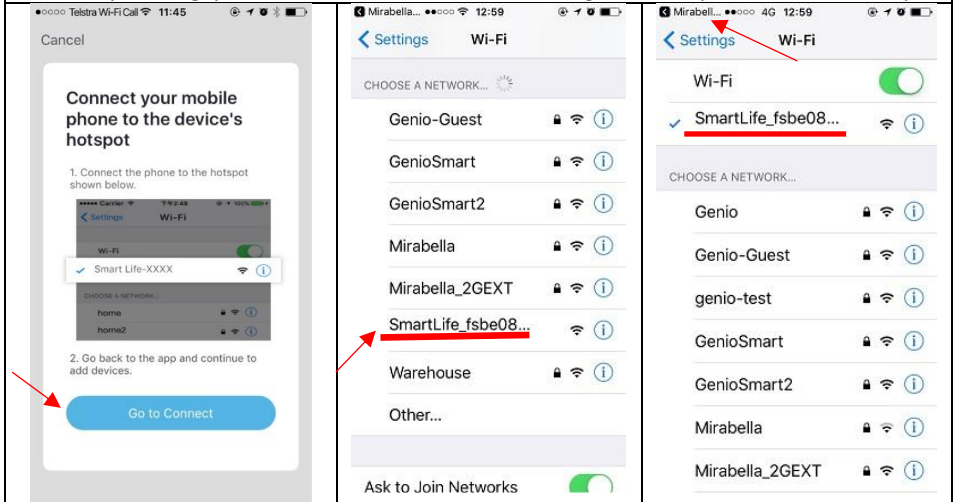 Telstra Wi-Fi Call 11:45
Cancel
Connect your mobile
phone to the device's
hotspot
1. Connect the phone to the hotspot
shown below.
Carrier
100%
Settings Wi-Fi
Wi-Fi
Smart Life-XXXX
CHOOSE A NETWORK...
home
home2
2. Go back to the app and continue to
add devices.
Go to Connect
Mirabella... 12:59
Settings Wi-Fi
CHOOSE A NETWORK...
Genio-Guest
GenioSmart
GenioSmart2
Mirabella
Mirabella_2GEXT
SmartLife_fsbe08...
Warehouse
Other...
Ask to Join Networks
Mirabell... 4G 12:59
Settings Wi-Fi
Wi-Fi
SmartLife_fsbe08...
CHOOSE A NETWORK...
Genio
Genio-Guest
genio-test
GenioSmart
GenioSmart2
Mirabella
Mirabella_2GEXT